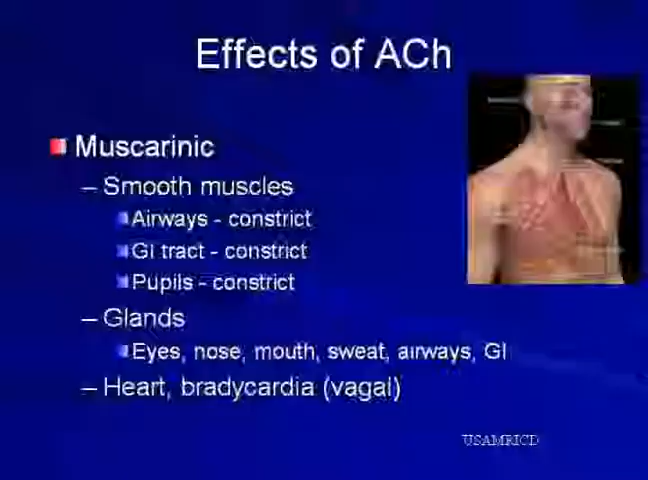 Effects of ACh
Muscarinic
– Smooth muscles
Airways - constrict
GI tract - constrict
Pupils - constrict
– Glands
Eyes, nose, mouth, sweat, airways, GI
– Heart, bradycardia (vagal)
USAMRICD